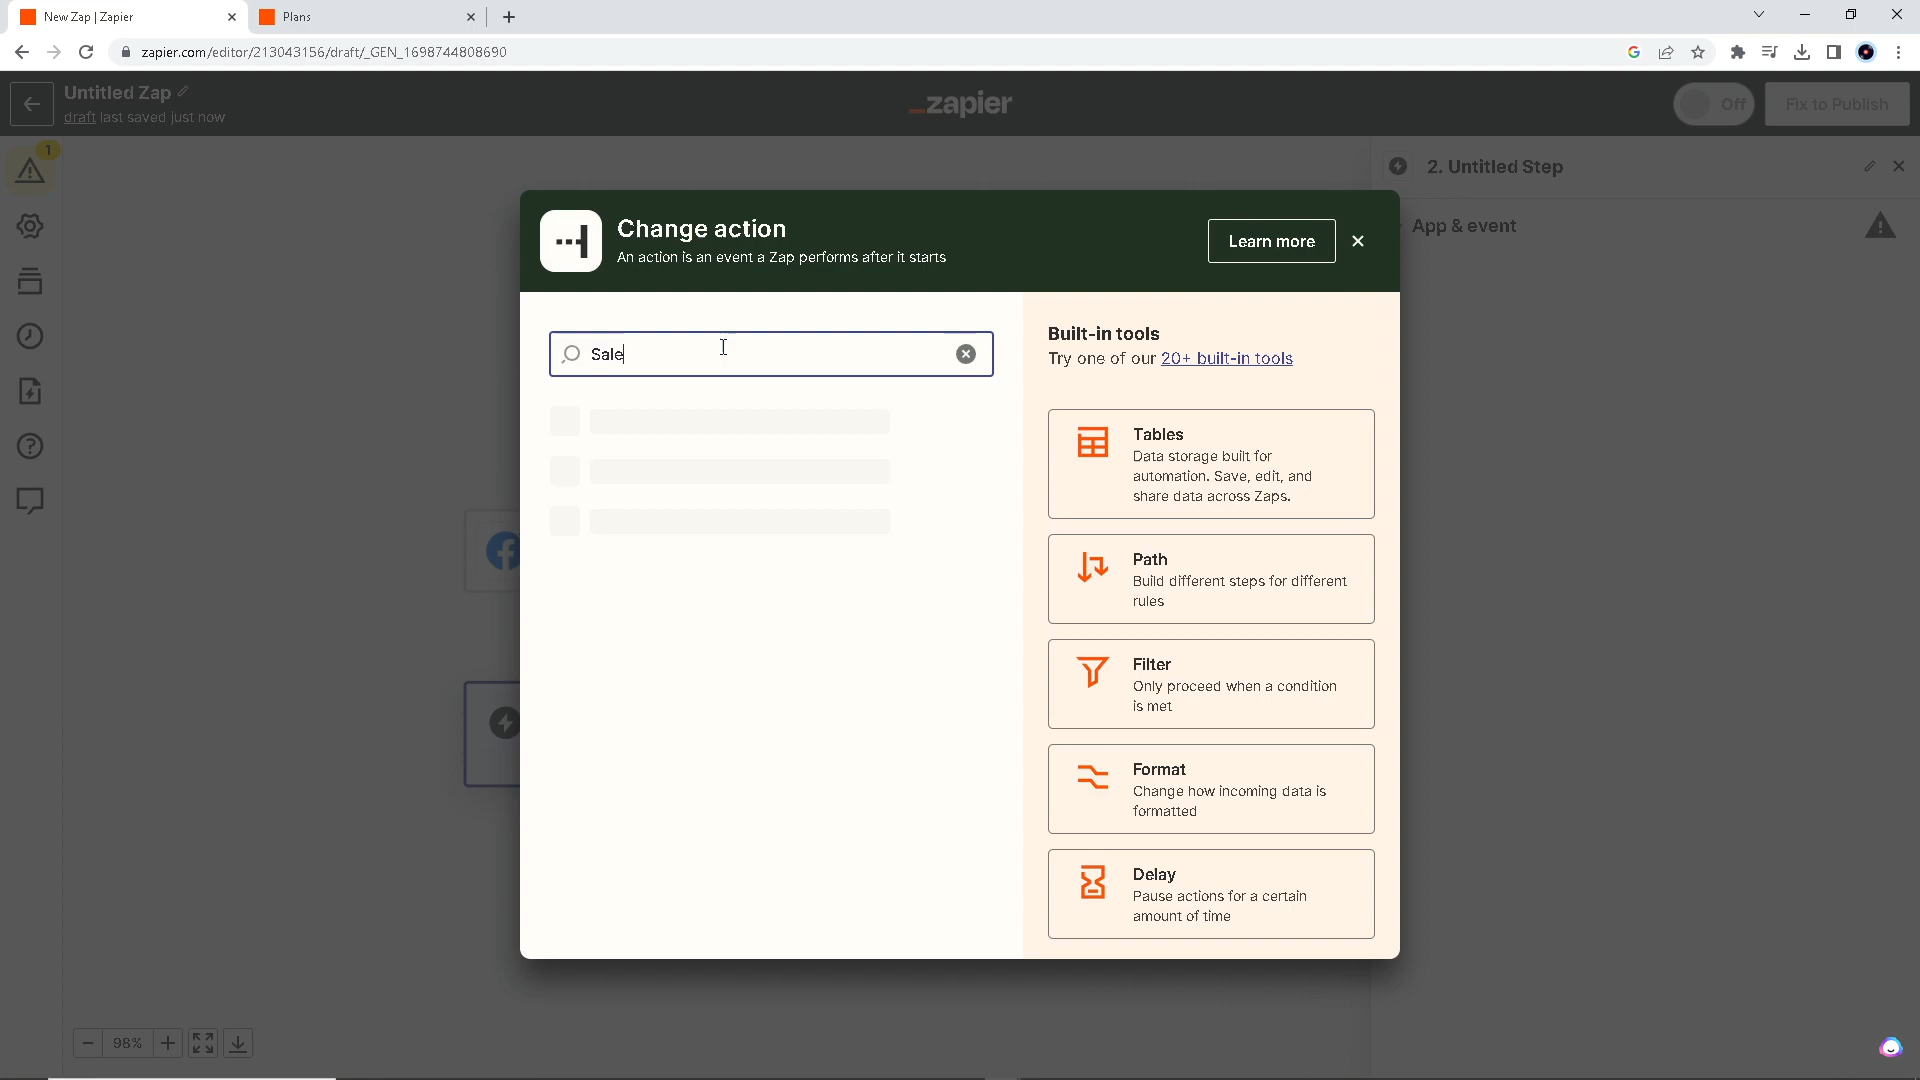 New Zap | Zapier
Plans
zapier.com/editor/213043156/draft/_GEN_1698744808690
Untitled Zap
draft last saved just now
_zapier
Off
Fix to Publish
1
2. Untitled Step
App & event
Change action
An action is an event a Zap performs after it starts
Learn more
Sale
Built-in tools
Try one of our 20+ built-in tools
Tables
Data storage built for
automation. Save, edit, and
share data across Zaps.
Path
Build different steps for different
rules
Filter
Only proceed when a condition
is met
Format
Change how incoming data is
formatted
Delay
Pause actions for a certain
amount of time
98%